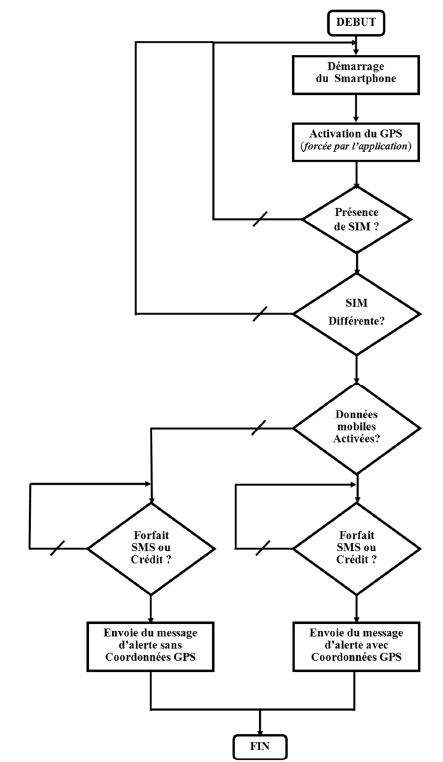 DEBUT
Démarrage
du Smartphone
Activation du GPS
(forcée par l'application)
Présence
de SIM ?
SIM
Différente?
Données
mobiles
Activées?
Forfait
SMS ou
Crédit ?
Forfait
SMS ou
Crédit ?
Envoie du message
d'alerte sans
Coordonnées GPS
Envoie du message
d'alerte avec
Coordonnées GPS
FIN